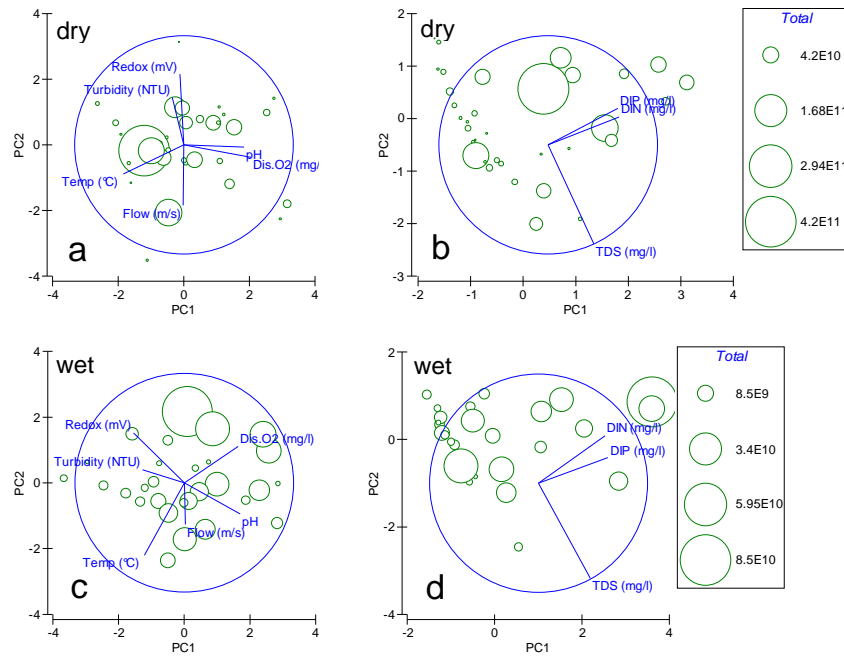 dry
4
2
0
-2
-4
PC2
Redox (mV)
Turbidity (NTU)
pH
Dis.O2 (mg/
Temp (°C)
Flow (m/s)
a
-4
-2
0
2
4
PC1
dry
2
1
0
-1
-2
-3
PC2
DIP (mg/l)
DIN (mg/l)
TDS (mg/l)
b
-2
-1
0
1
2
3
4
PC1
Total
4.2E10
1.68E11
2.94E11
4.2E11
wet
4
2
0
-2
-4
PC2
Redox (mV)
Dis.O2 (mg/l)
Turbidity (NTU)
pH
Flow (m/s)
Temp (°C)
c
-4
-2
0
2
4
PC1
wet
2
0
-2
-4
PC2
DIN (mg/l)
DIP (mg/l)
TDS (mg/l)
d
-2
0
2
4
PC1
Total
8.5E9
3.4E10
5.95E10
8.5E10